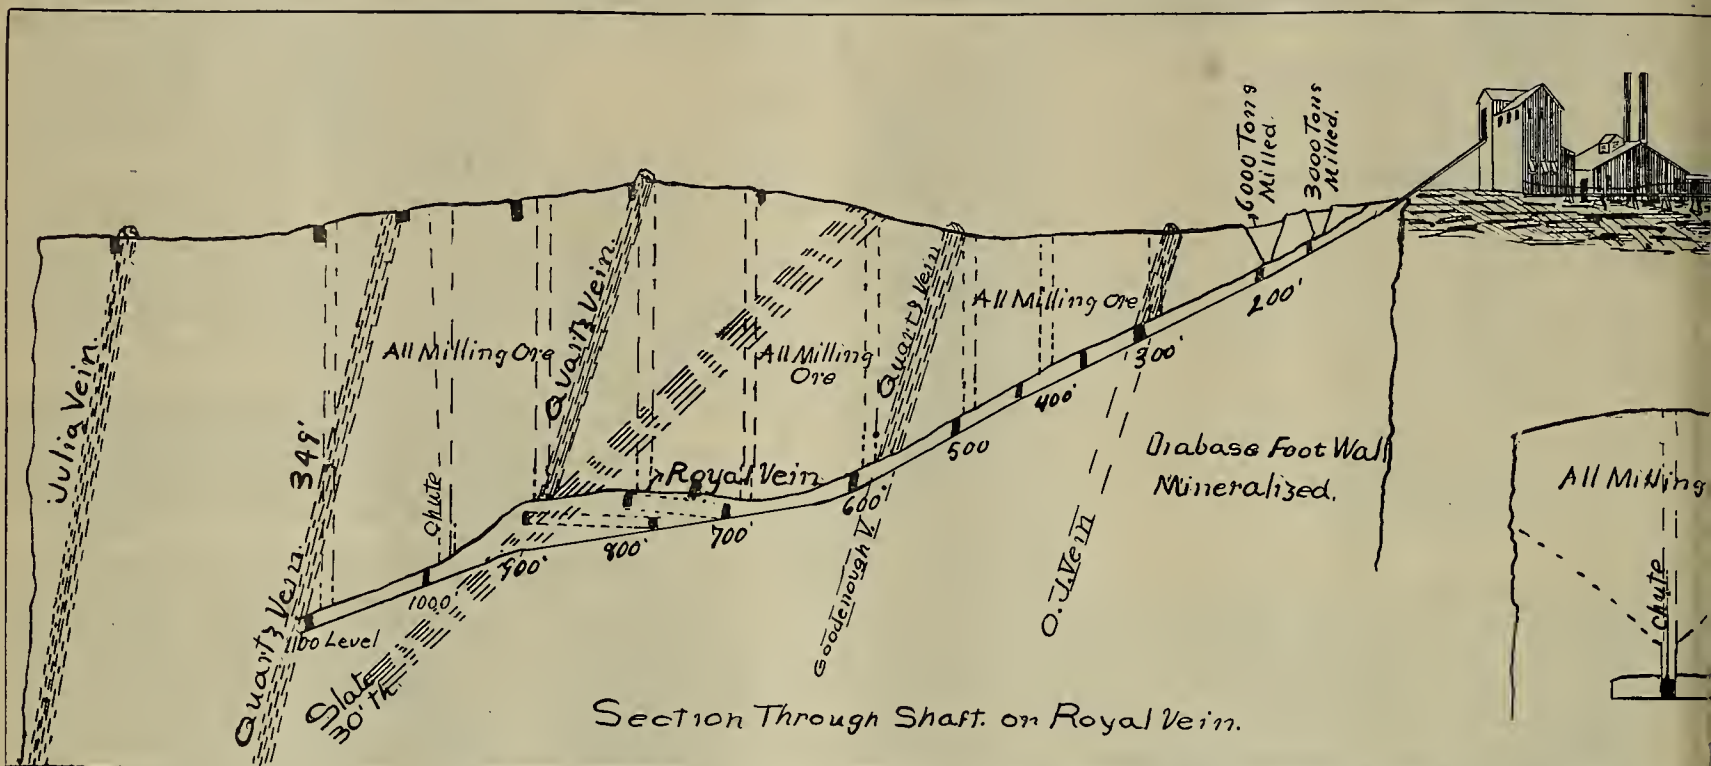 6000 Tons
Milled.
3000 Tons
Milled.
Julia Vein.
349'
Quartz Vein.
All Milling Ore
Chute
Quartz Vein.
All Milling
Ore
Quartz Vein
All Milling Ore
Royal Vein
200'
300'
400'
500
600'
700'
800'
900'
1000'
1100 Level
Slate
30' th.
Goodenough V.
O. J. Vein
Diabase Foot Wall
Mineralized.
All Milling
Chute
Section Through Shaft. on Royal Vein.